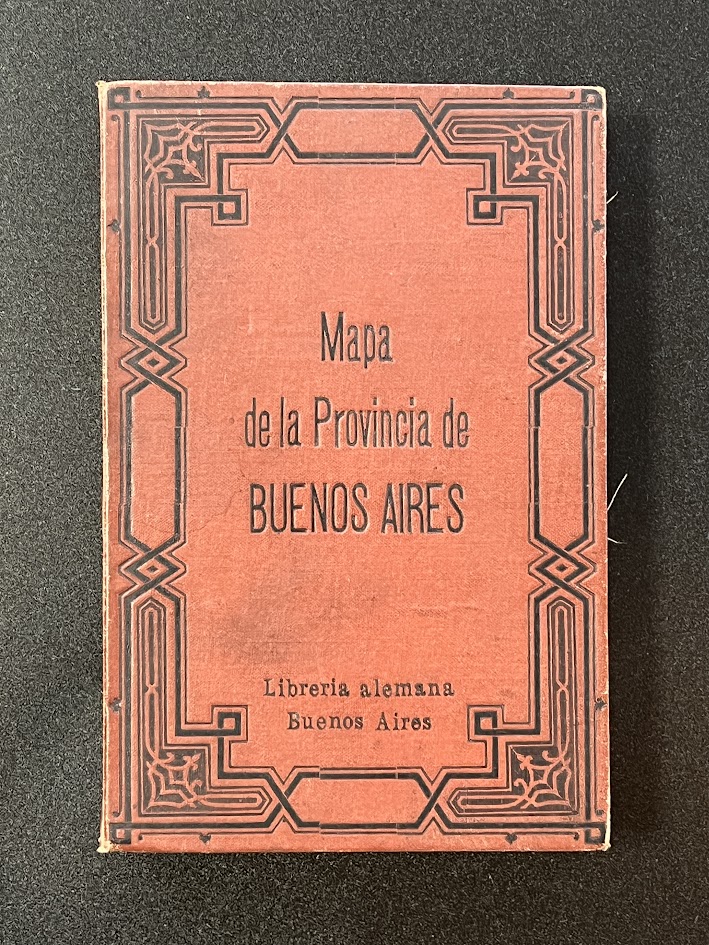 Mapa
de la Provincia de
BUENOS AIRES
Libreria alemana
Buenos Aires